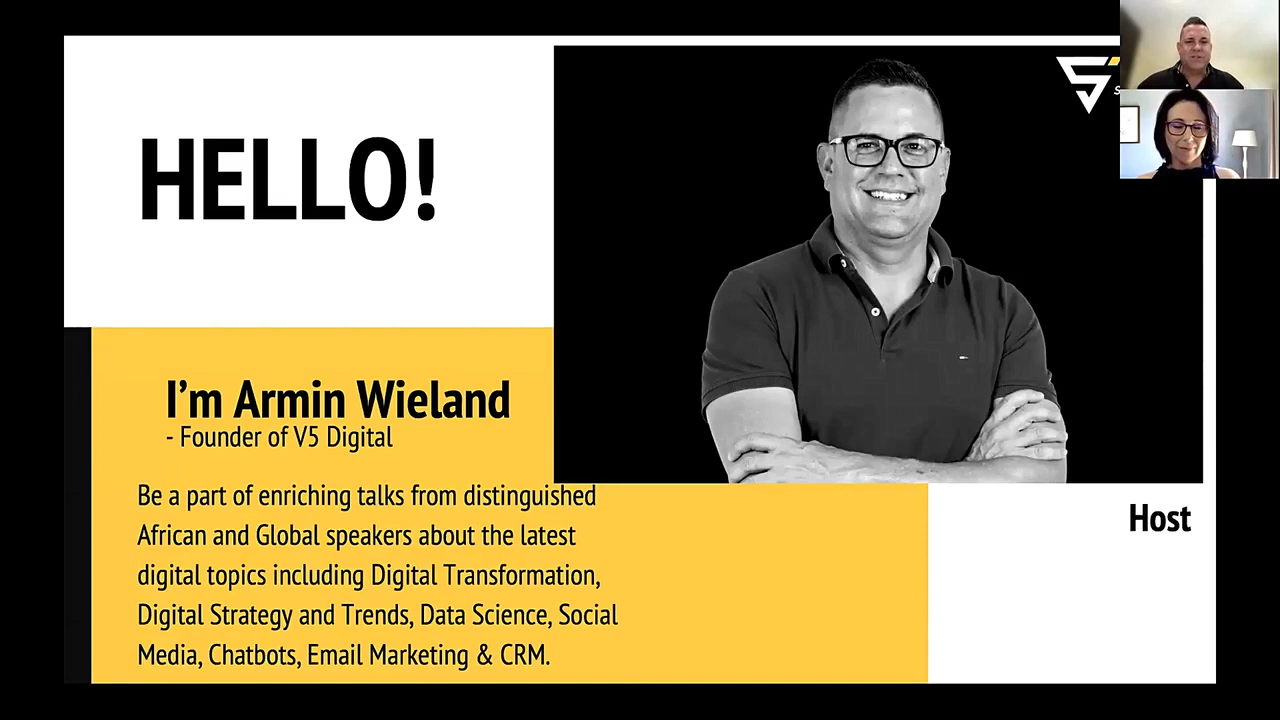 HELLO!
I’m Armin Wieland
- Founder of V5 Digital
Be a part of enriching talks from distinguished
African and Global speakers about the latest
digital topics including Digital Transformation,
Digital Strategy and Trends, Data Science, Social
Media, Chatbots, Email Marketing & CRM.
Host